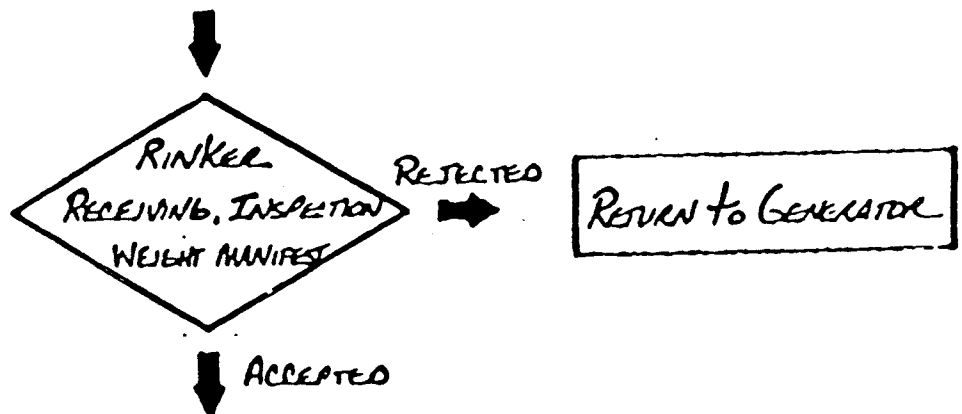 RINKER
RECEIVING, INSPECTION
WEIGHT MANIFEST
REJECTED
RETURN to GENERATOR
ACCEPTED